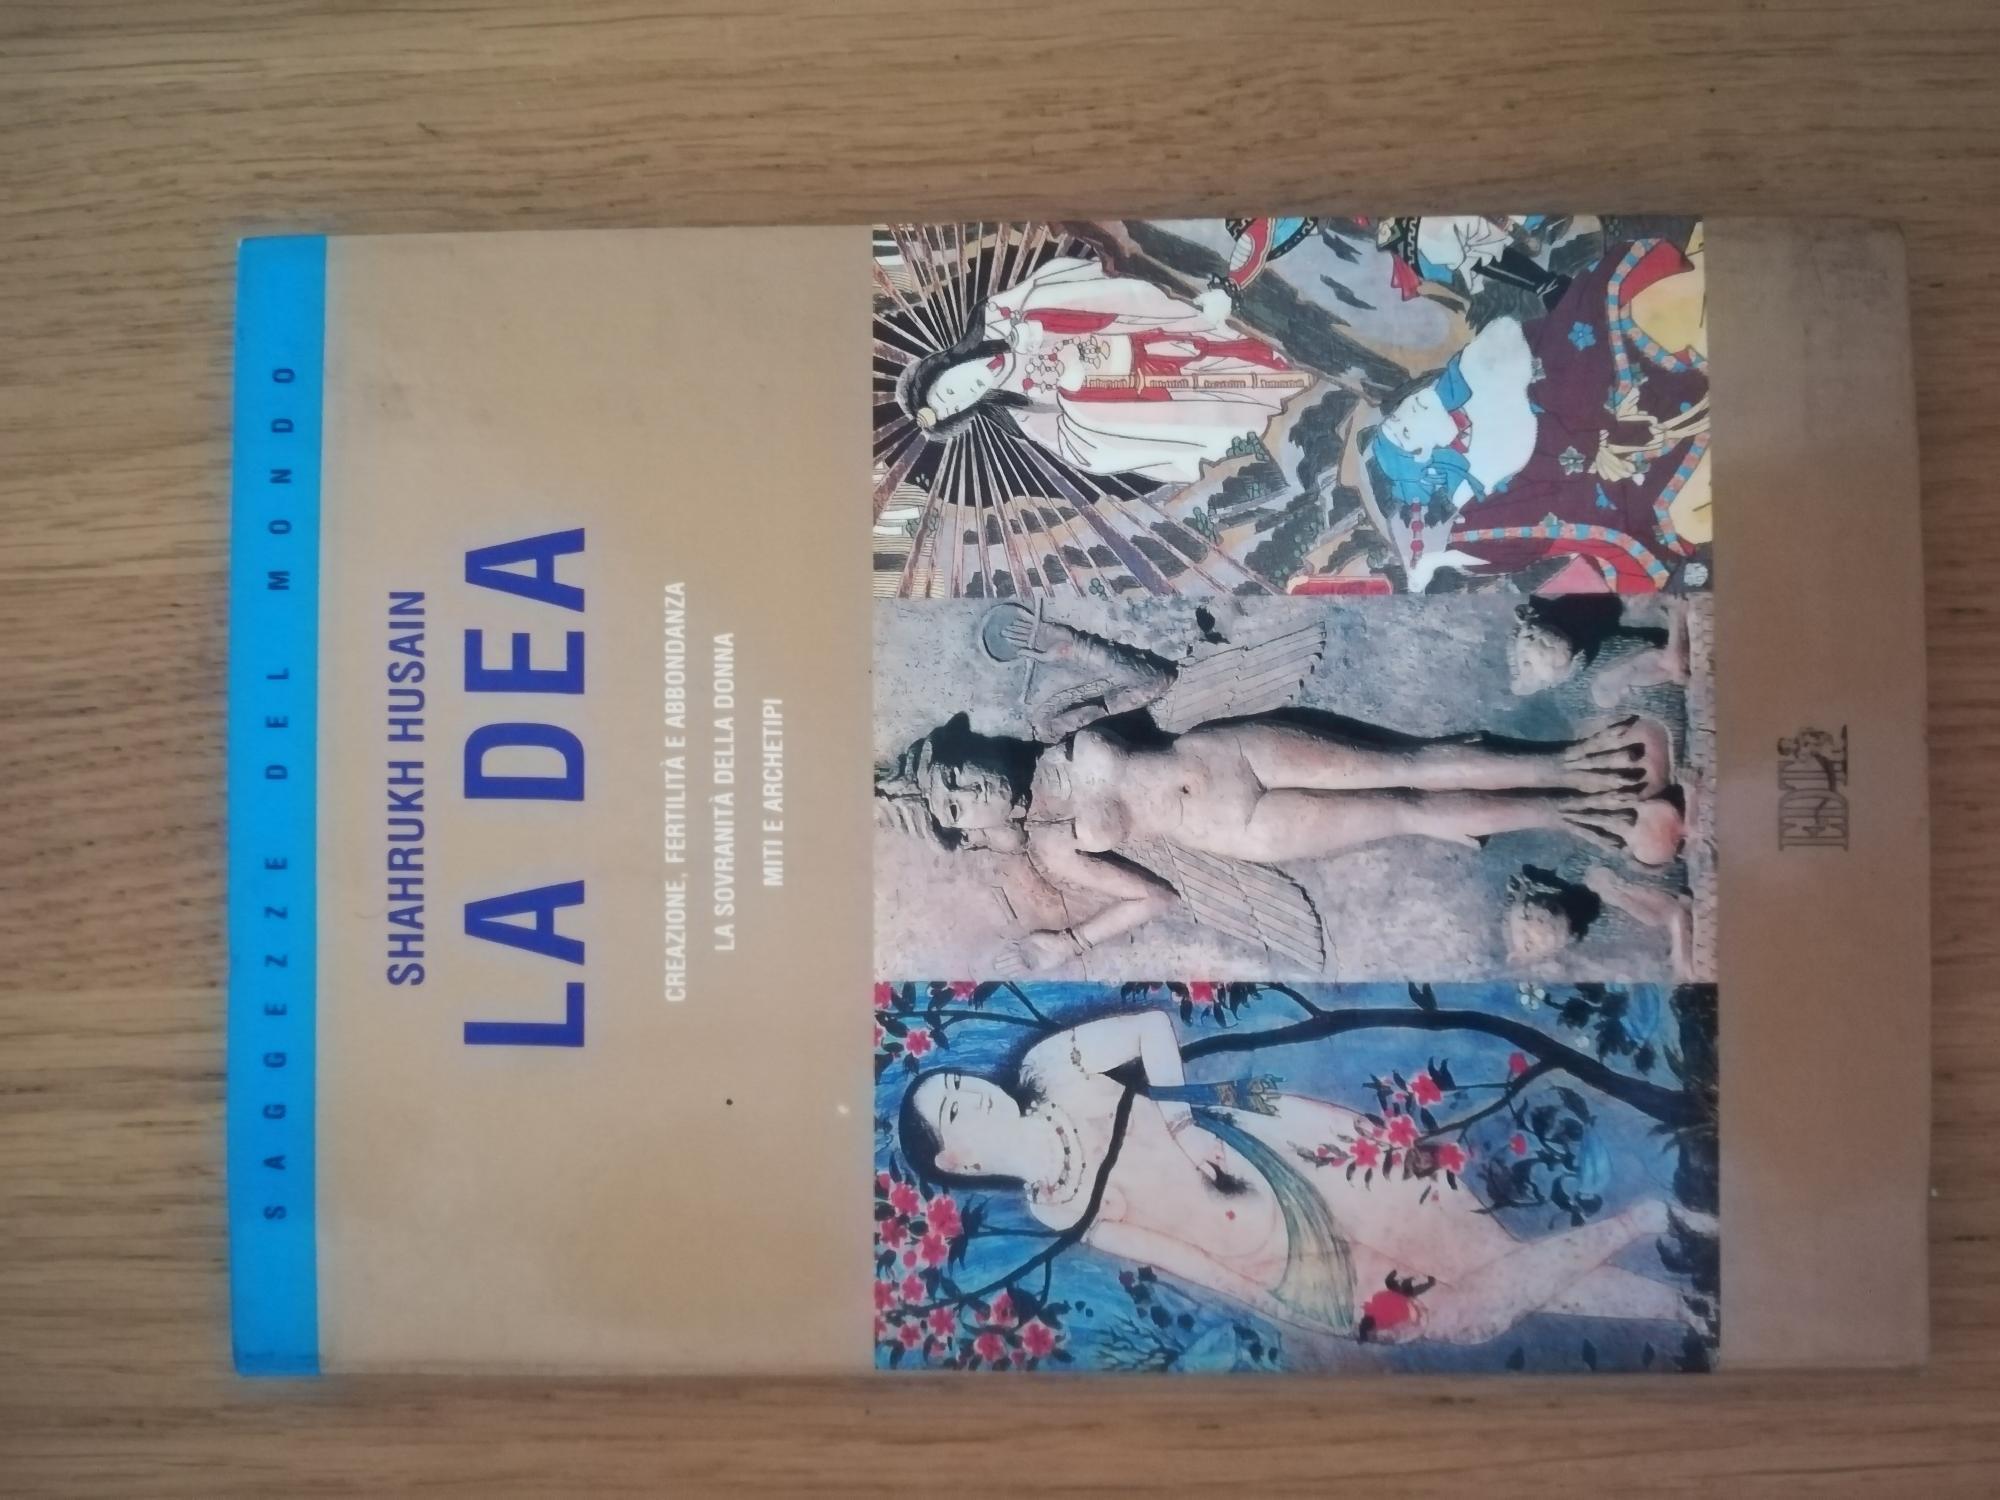 SAGGEZZE DEL MONDO
SHAHRUKH HUSAIN
LA DEA
CREAZIONE, FERTILITÀ E ABBONDANZA
LA SOVRANITÀ DELLA DONNA
MITI E ARCHETIPI
EDT